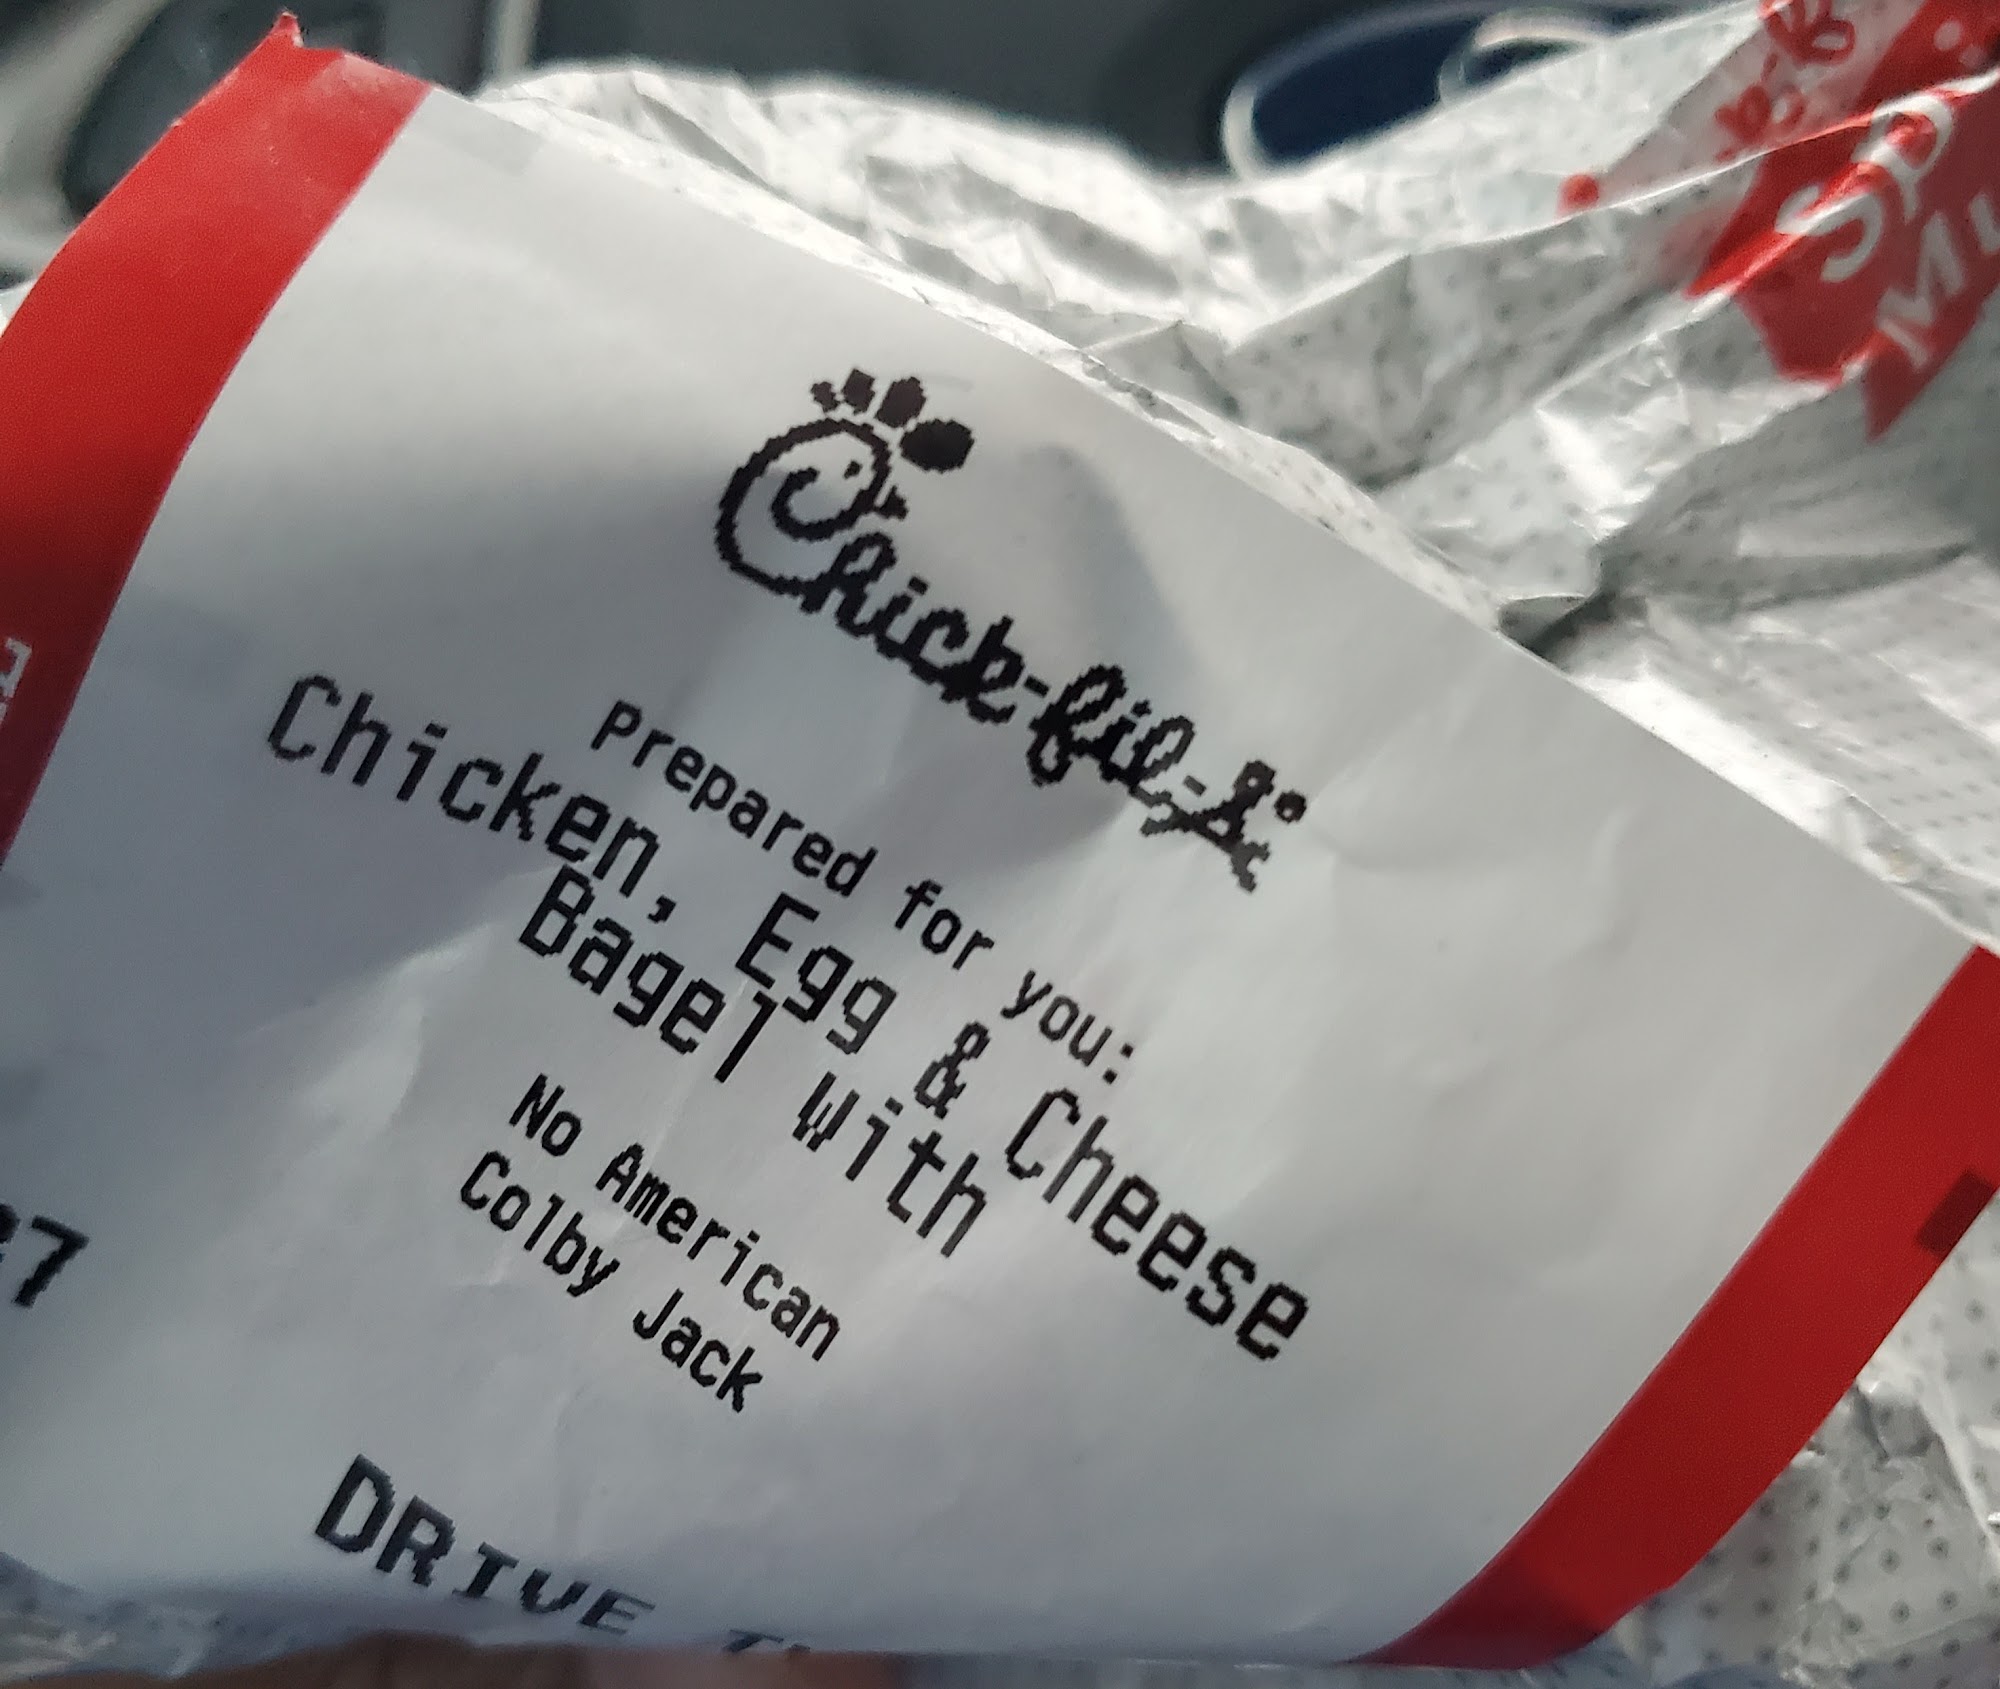 Chick-fil-A
Prepared for you:
Chicken, Egg & Cheese
Bagel with
No American
Colby Jack
DRIVE